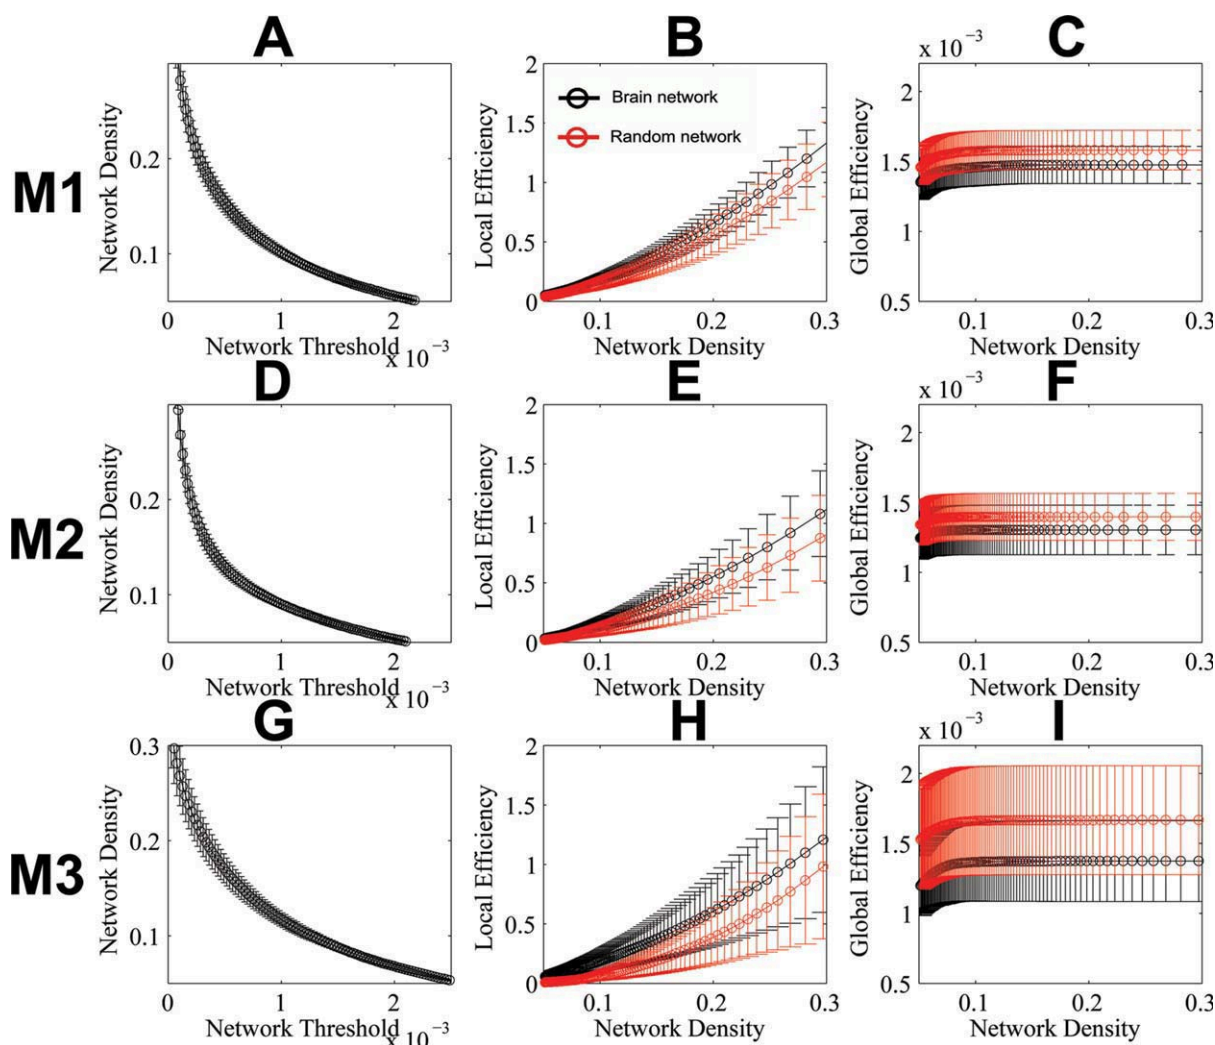 A B C
M1
Network Density
0.2
0.1
0 1 2
Network Threshold x 10⁻³
Local Efficiency
2
1.5
1
0.5
0
0.1 0.2 0.3
Network Density
Brain network
Random network
x 10⁻³
Global Efficiency
2
1.5
1
0.5
0.1 0.2 0.3
Network Density
D E F
M2
Network Density
0.2
0.1
0 1 2
Network Threshold x 10⁻³
Local Efficiency
2
1.5
1
0.5
0
0.1 0.2 0.3
Network Density
x 10⁻³
Global Efficiency
2
1.5
1
0.5
0.1 0.2 0.3
Network Density
G H I
M3
Network Density
0.3
0.2
0.1
0 1 2
Network Threshold x 10⁻³
Local Efficiency
2
1.5
1
0.5
0
0.1 0.2 0.3
Network Density
x 10⁻³
Global Efficiency
2
1.5
1
0.5
0.1 0.2 0.3
Network Density